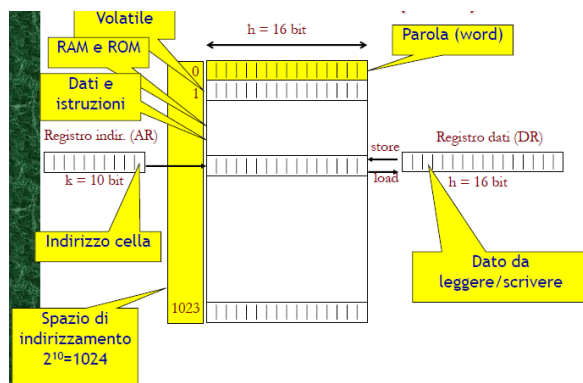 Volatile
h = 16 bit
RAM e ROM
Parola (word)
0
1
Dati e
istruzioni
Registro indir. (AR)
store
Registro dati (DR)
load
k = 10 bit
h = 16 bit
Indirizzo cella
Dato da
leggere/scrivere
1023
Spazio di
indirizzamento
2¹⁰=1024